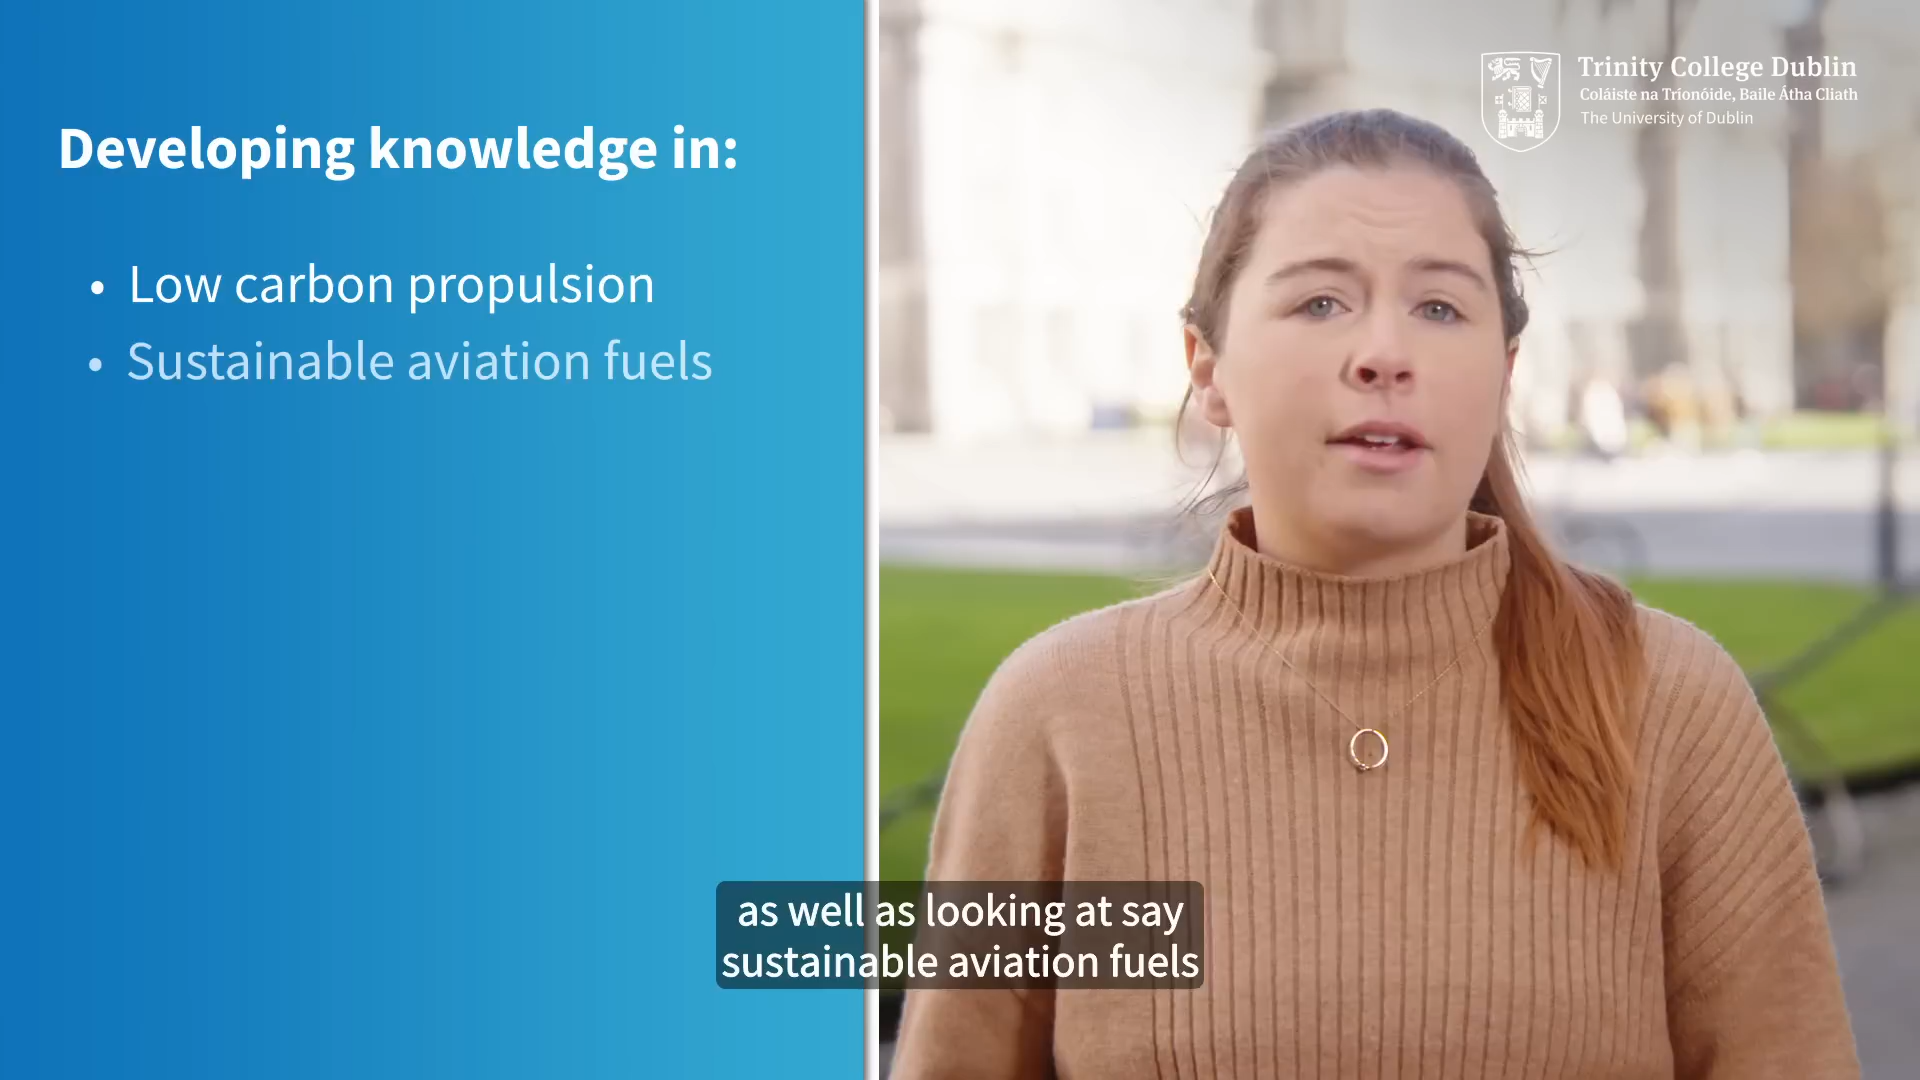 Developing knowledge in:
• Low carbon propulsion
• Sustainable aviation fuels
Trinity College Dublin
Coláiste na Tríonóide, Baile Átha Cliath
The University of Dublin
as well as looking at say
sustainable aviation fuels